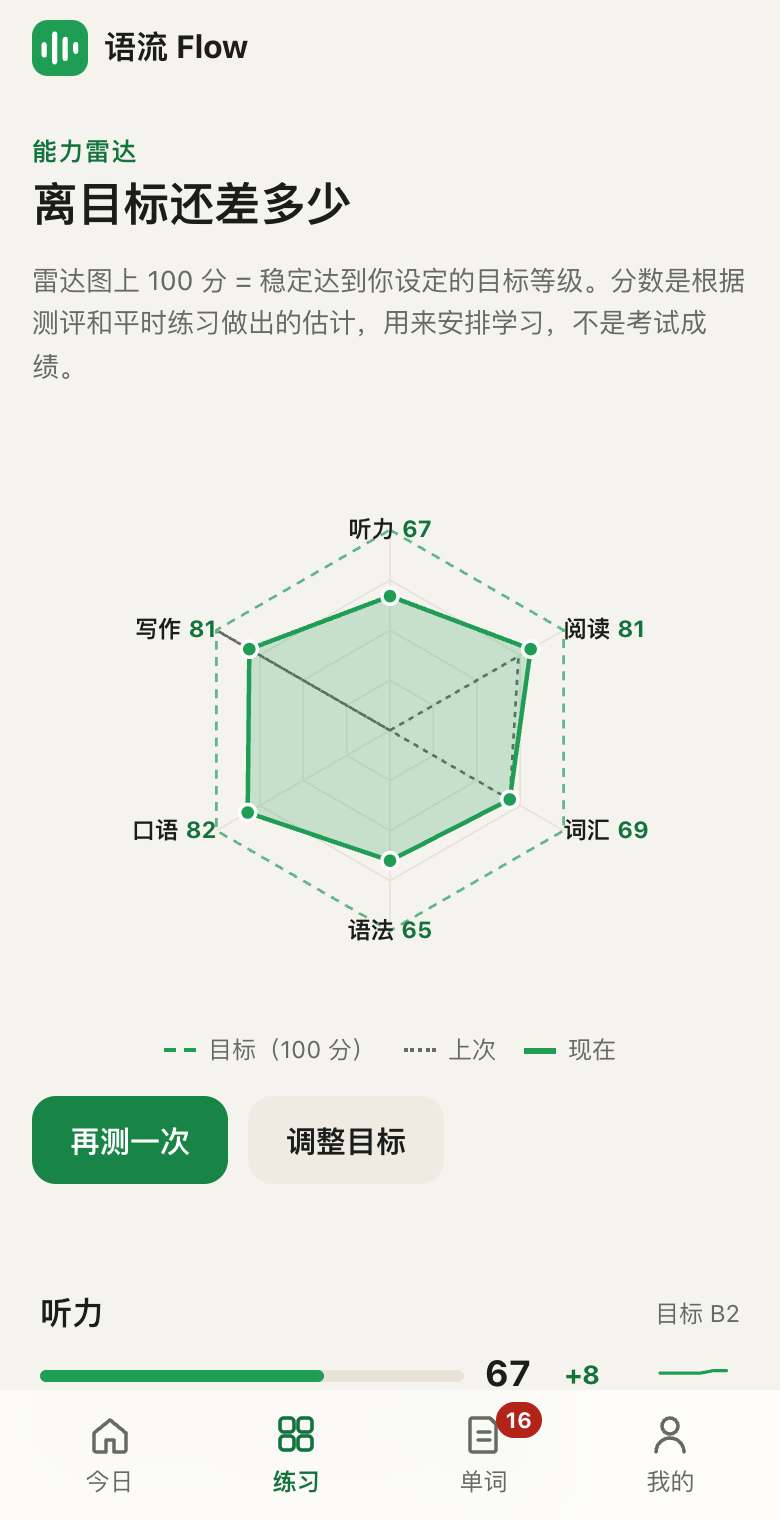 语流 Flow
能力雷达
离目标还差多少
雷达图上 100 分 = 稳定达到你设定的目标等级。分数是根据
测评和平时练习做出的估计，用来安排学习，不是考试成
绩。
听力 67
写作 81
阅读 81
口语 82
词汇 69
语法 65
目标（100 分） 上次 现在
再测一次 调整目标
听力 目标 B2
67 +8
16
今日 练习 单词 我的